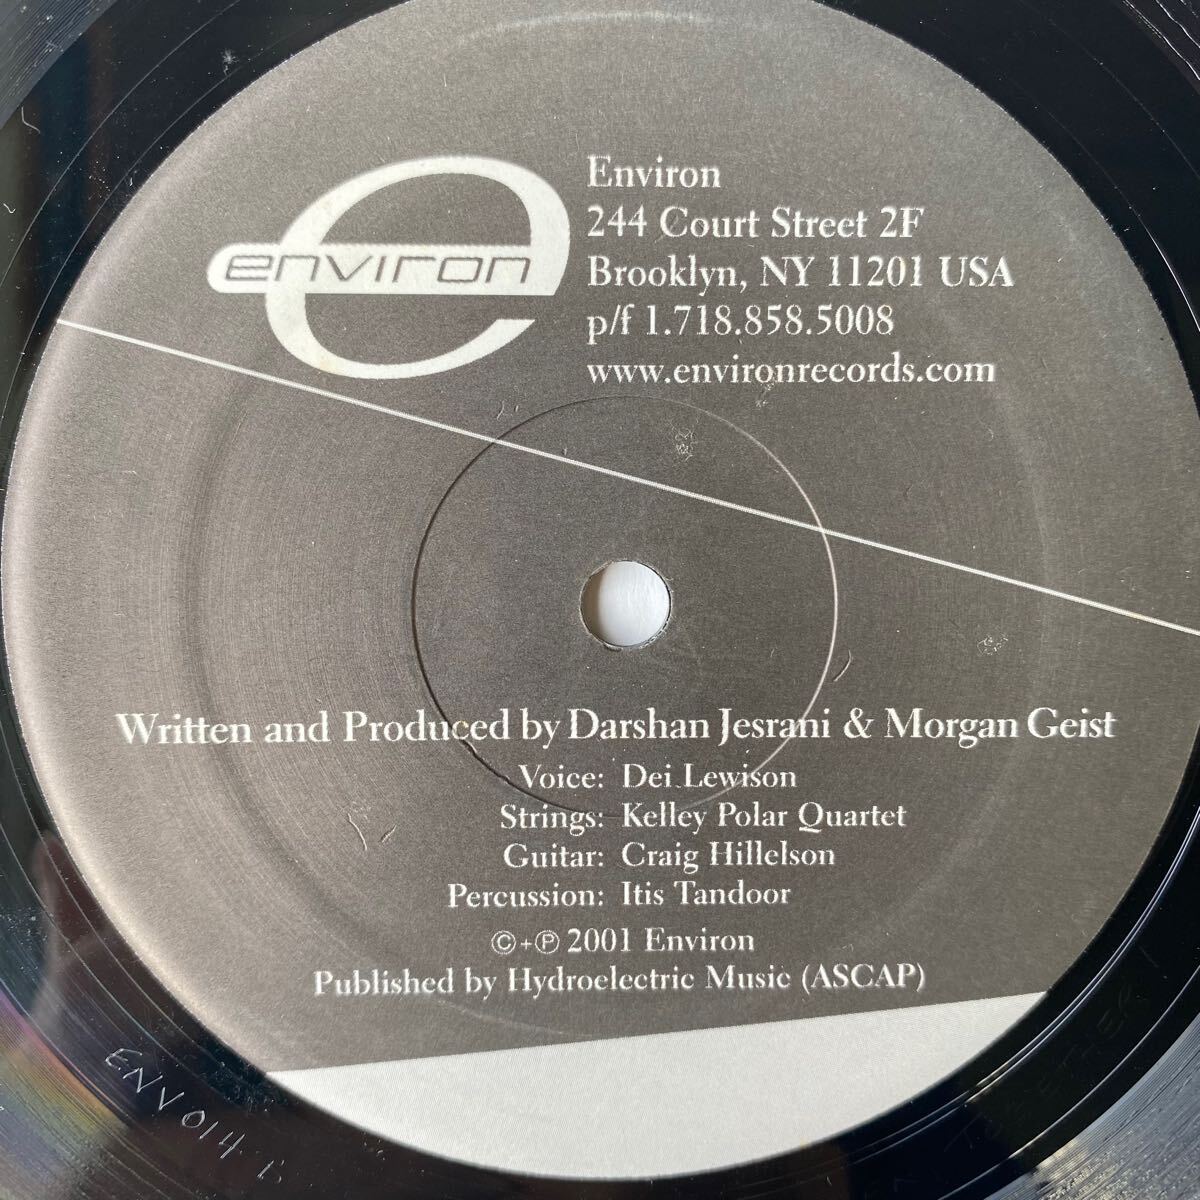 environ
Environ
244 Court Street 2F
Brooklyn, NY 11201 USA
p/f 1.718.858.5008
www.environrecords.com
Written and Produced by Darshan Jesrani & Morgan Geist
Voice: Dei Lewison
Strings: Kelley Polar Quartet
Guitar: Craig Hillelson
Percussion: Itis Tandoor
©+℗ 2001 Environ
Published by Hydroelectric Music (ASCAP)
ENV014